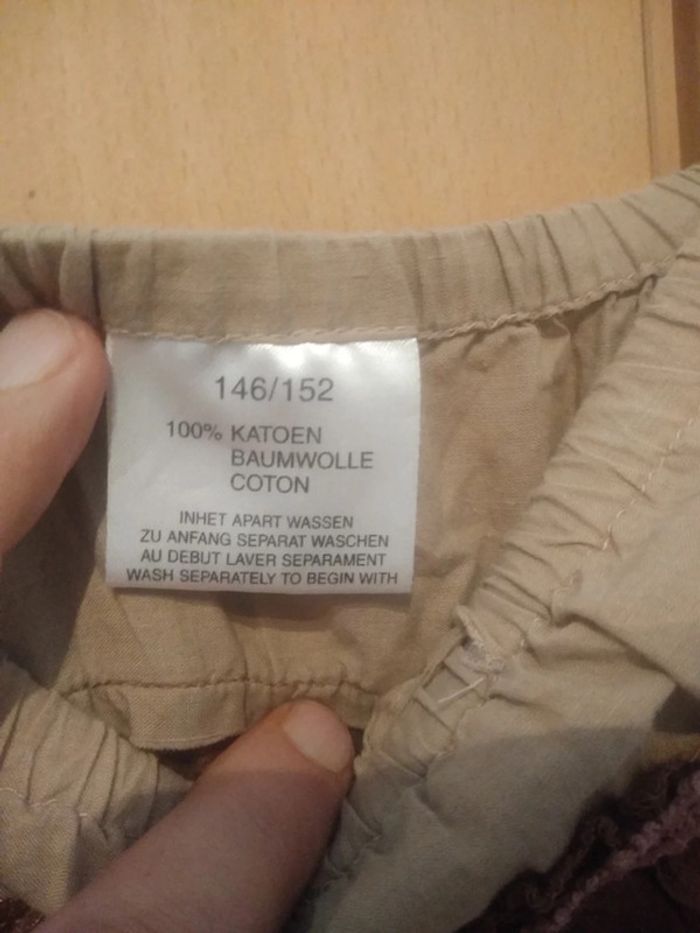 146/152
100% KATOEN
BAUMWOLLE
COTON
INHET APART WASSEN
ZU ANFANG SEPARAT WASCHEN
AU DEBUT LAVER SEPARAMENT
WASH SEPARATELY TO BEGIN WITH